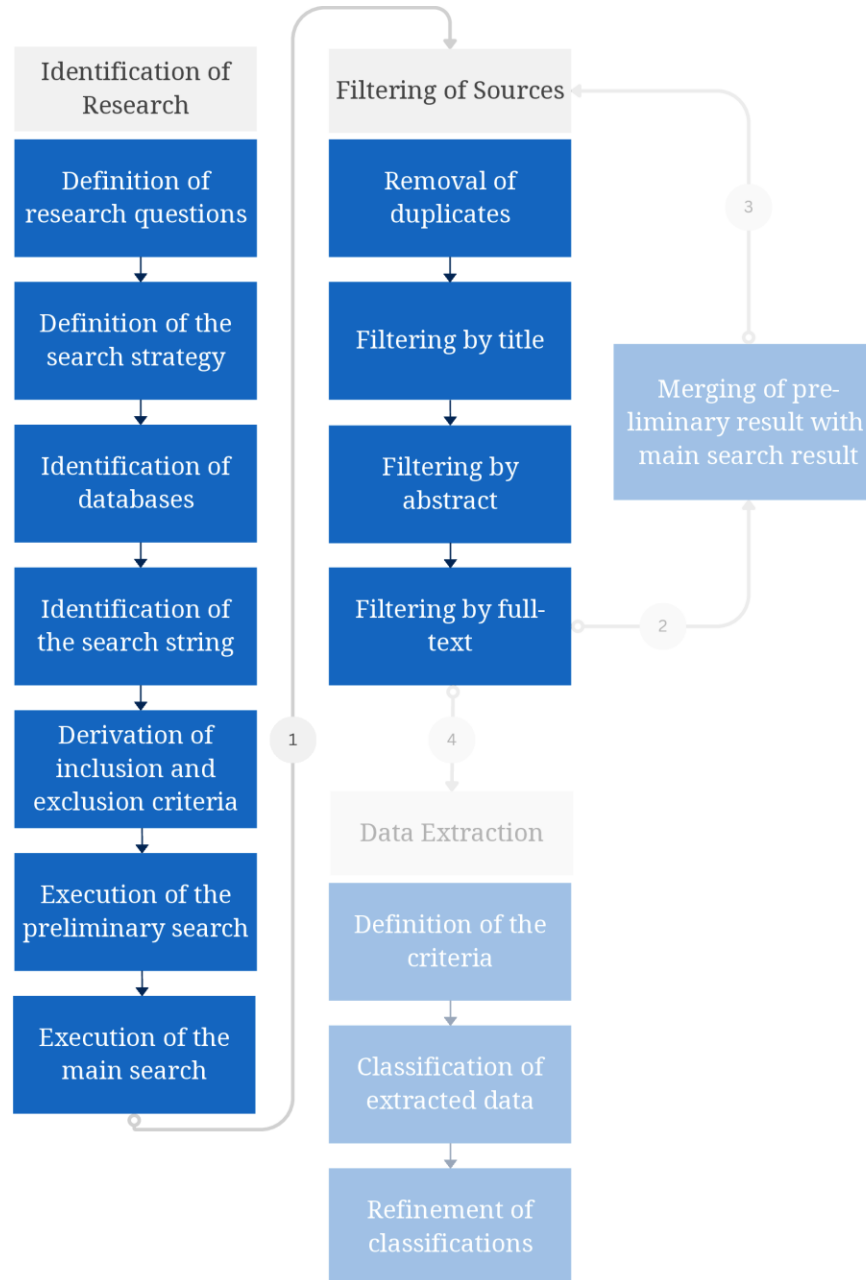 Identification of
Research
Definition of
research questions
Definition of the
search strategy
Identification of
databases
Identification of
the search string
Derivation of
inclusion and
exclusion criteria
Execution of the
preliminary search
Execution of the
main search
1
Filtering of Sources
Removal of
duplicates
Filtering by title
Filtering by
abstract
Filtering by full-
text
2
Merging of pre-
liminary result with
main search result
3
4
Data Extraction
Definition of the
criteria
Classification of
extracted data
Refinement of
classifications